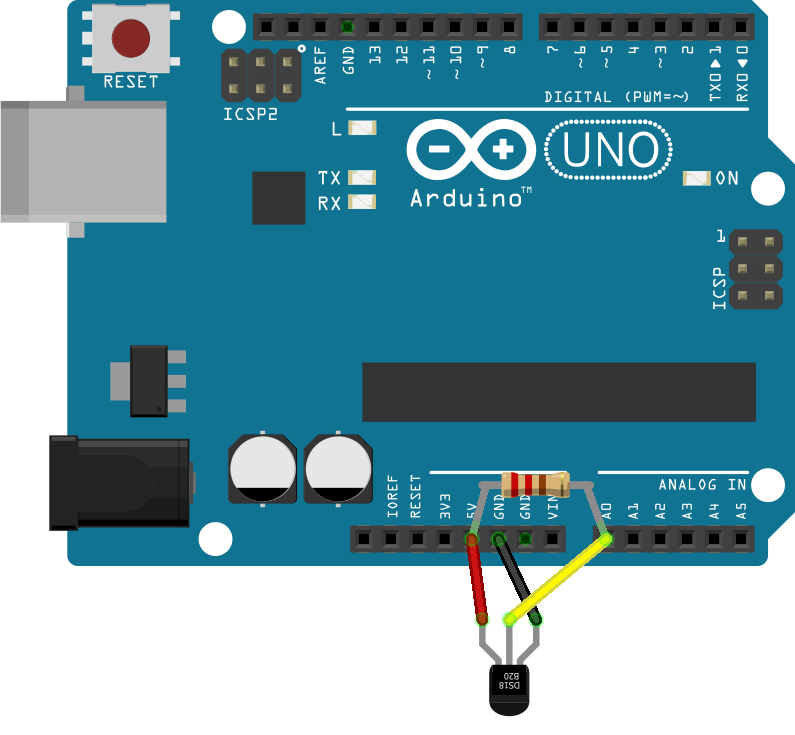 RESET
ICSP2
AREF
GND
13
12
~11
~10
~9
8
7
~6
~5
4
~3
2
TX0▶1
RX0◀0
DIGITAL (PWM=~)
L
TX
RX
Arduino™
UNO
ON
1
ICSP
IOREF
RESET
3V3
5V
GND
GND
VIN
ANALOG IN
A0
A1
A2
A3
A4
A5
DS18
B20